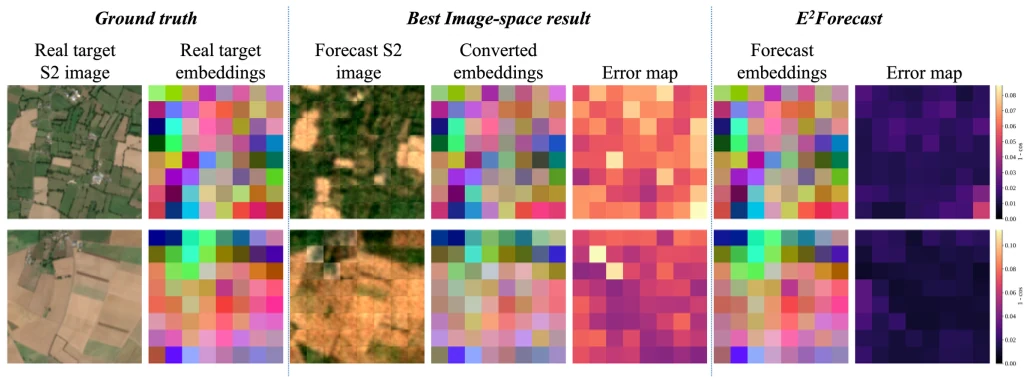 Ground truth
Best Image-space result
E²Forecast
Real target
S2 image
Real target
embeddings
Forecast S2
image
Converted
embeddings
Error map
Forecast
embeddings
Error map
0.08
0.07
0.06
0.05
0.04
0.03
0.02
0.01
0.00
1 - cos
0.10
0.08
0.06
0.04
0.02
0.00
1 - cos